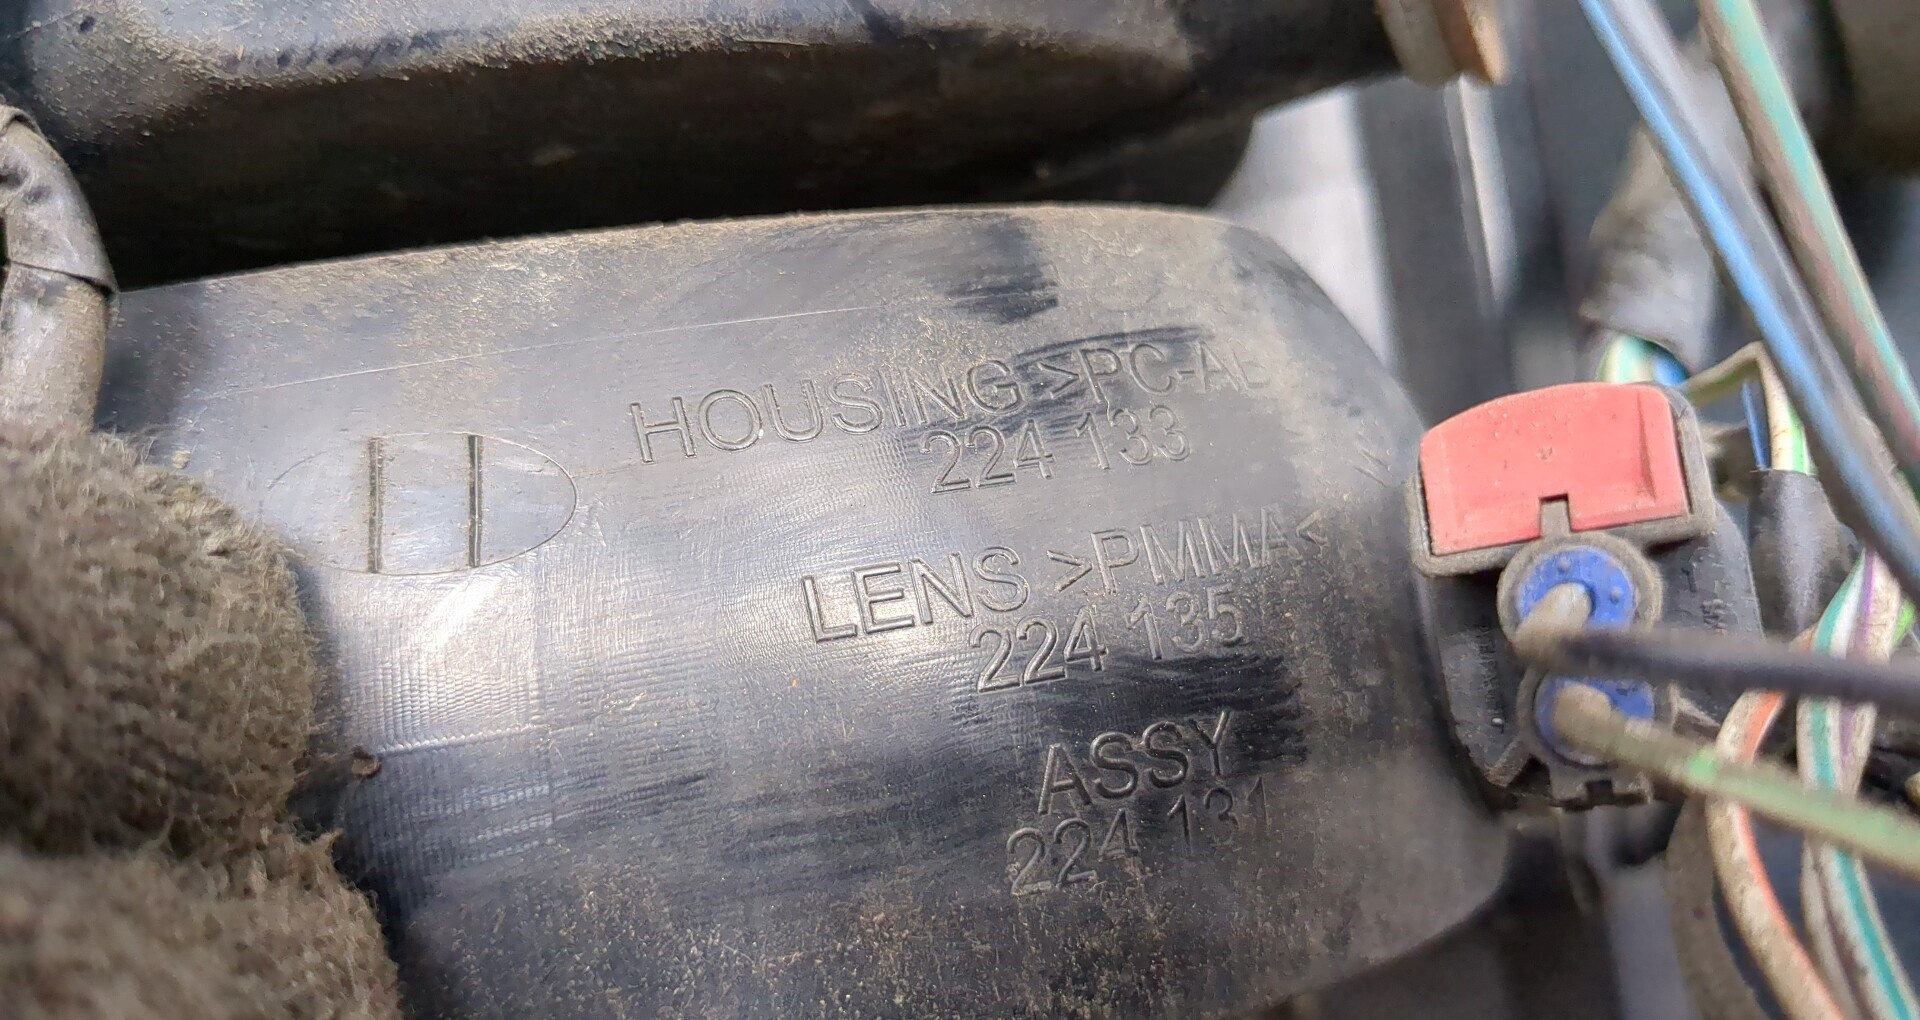 HOUSING >PC-AB
224 133
LENS >PMMA<
224 135
ASSY
224 131